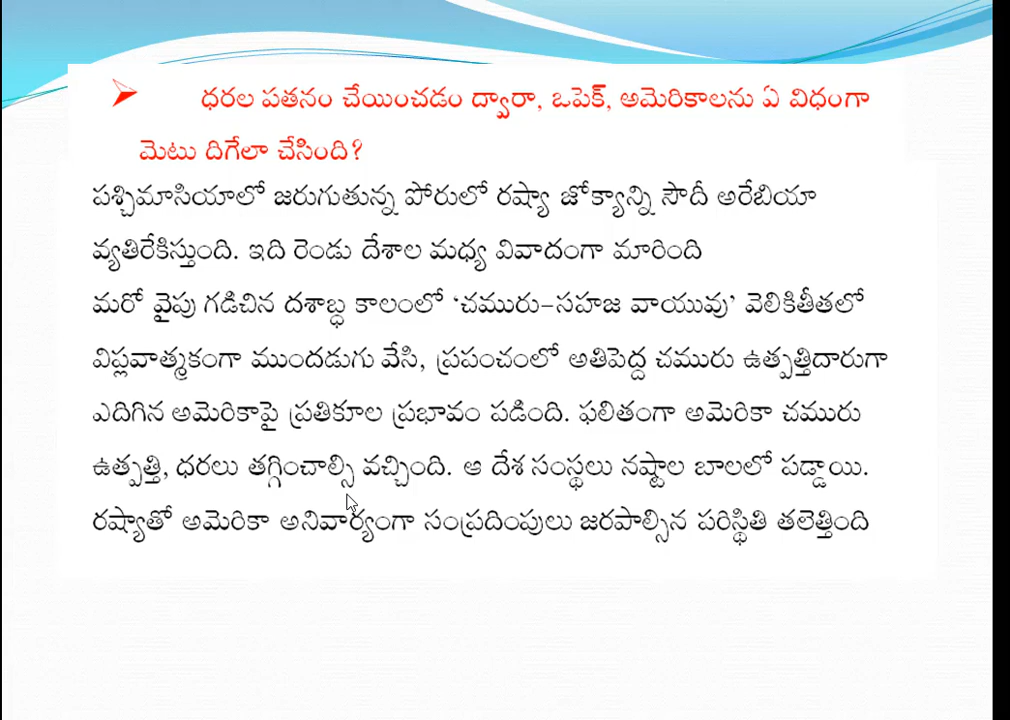 ధరల పతనం చేయించడం ద్వారా, ఒపెక్, అమెరికాలను ఏ విధంగా
మెటు దిగేలా చేసింది?
పశ్చిమాసియాలో జరుగుతున్న పోరులో రష్యా జోక్యాన్ని సౌదీ అరేబియా
వ్యతిరేకిస్తుంది. ఇది రెండు దేశాల మధ్య వివాదంగా మారింది
మరో వైపు గడిచిన దశాబ్ధ కాలంలో ‘చమురు-సహజ వాయువు’ వెలికితీతలో
విప్లవాత్మకంగా ముందడుగు వేసి, ప్రపంచంలో అతిపెద్ద చమురు ఉత్పత్తిదారుగా
ఎదిగిన అమెరికాపై ప్రతికూల ప్రభావం పడింది. ఫలితంగా అమెరికా చమురు
ఉత్పత్తి, ధరలు తగ్గించాల్సి వచ్చింది. ఆ దేశ సంస్థలు నష్టాల బాలలో పడ్డాయి.
రష్యాతో అమెరికా అనివార్యంగా సంప్రదింపులు జరపాల్సిన పరిస్థితి తలెత్తింది